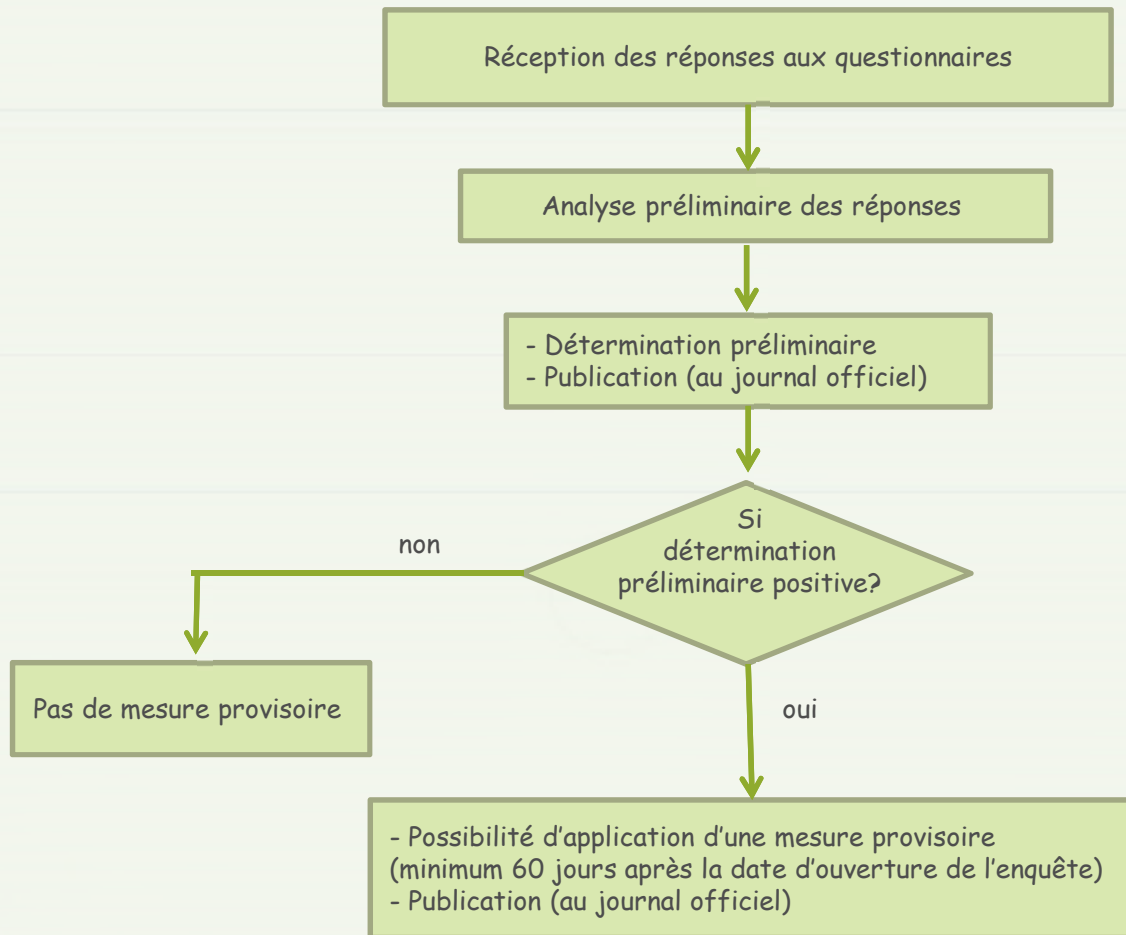 Réception des réponses aux questionnaires
Analyse préliminaire des réponses
- Détermination préliminaire
- Publication (au journal officiel)
Si
détermination
préliminaire positive?
non
Pas de mesure provisoire
oui
- Possibilité d’application d’une mesure provisoire
(minimum 60 jours après la date d’ouverture de l’enquête)
- Publication (au journal officiel)